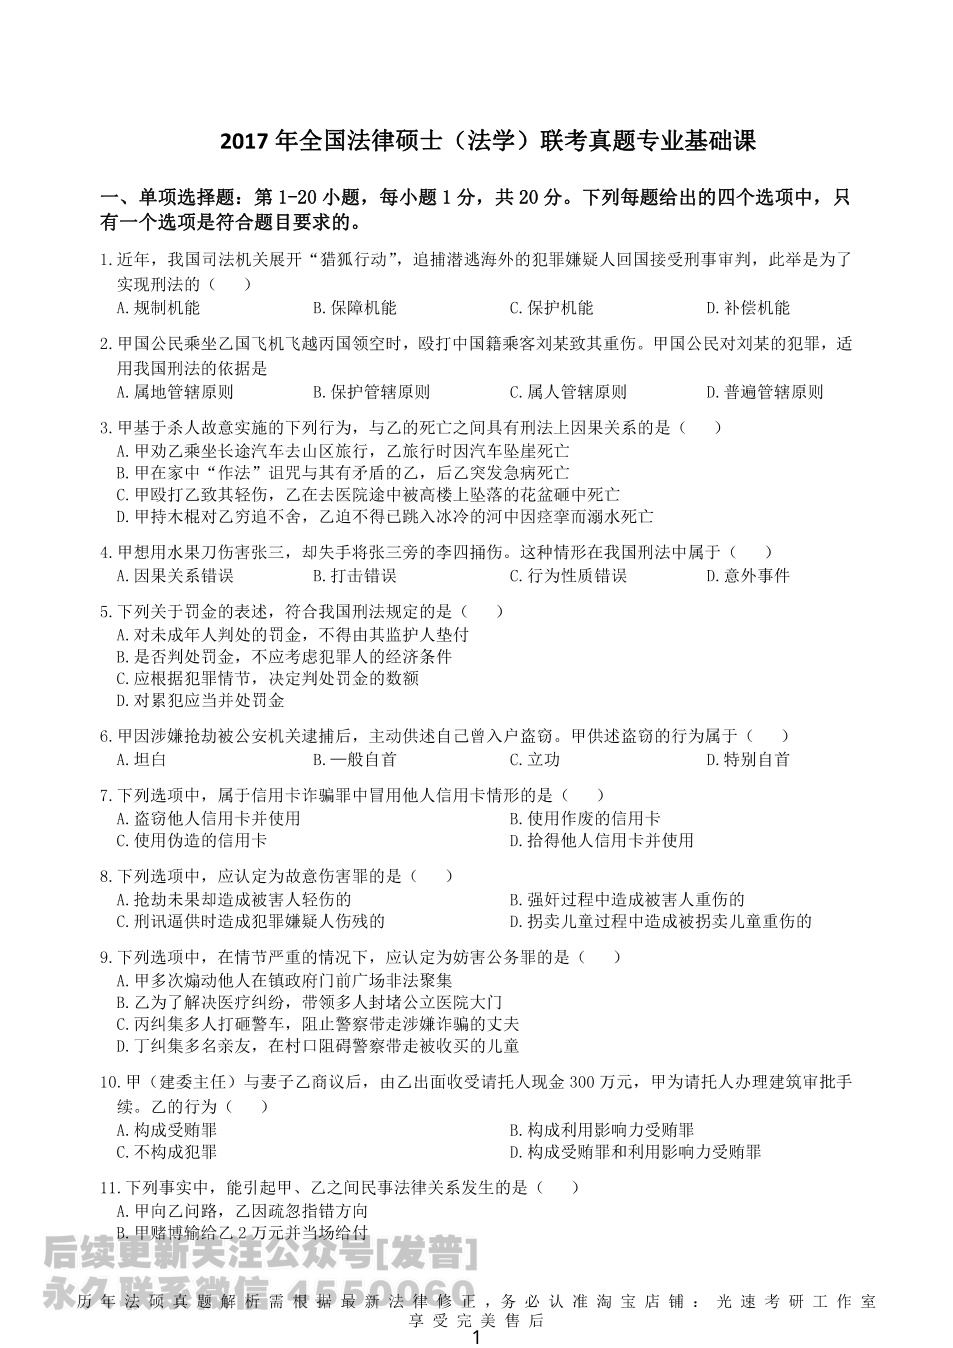 2017 年全国法律硕士（法学）联考真题专业基础课
一、单项选择题：第 1-20 小题，每小题 1 分，共 20 分。下列每题给出的四个选项中，只
有一个选项是符合题目要求的。
1.近年，我国司法机关展开“猎狐行动”，追捕潜逃海外的犯罪嫌疑人回国接受刑事审判，此举是为了
实现刑法的（ ）
A.规制机能 B.保障机能 C.保护机能 D.补偿机能
2.甲国公民乘坐乙国飞机飞越丙国领空时，殴打中国籍乘客刘某致其重伤。甲国公民对刘某的犯罪，适
用我国刑法的依据是
A.属地管辖原则 B.保护管辖原则 C.属人管辖原则 D.普遍管辖原则
3.甲基于杀人故意实施的下列行为，与乙的死亡之间具有刑法上因果关系的是（ ）
A.甲劝乙乘坐长途汽车去山区旅行，乙旅行时因汽车坠崖死亡
B.甲在家中“作法”诅咒与其有矛盾的乙，后乙突发急病死亡
C.甲殴打乙致其轻伤，乙在去医院途中被高楼上坠落的花盆砸中死亡
D.甲持木棍对乙穷追不舍，乙迫不得已跳入冰冷的河中因痉挛而溺水死亡
4.甲想用水果刀伤害张三，却失手将张三旁的李四捅伤。这种情形在我国刑法中属于（ ）
A.因果关系错误 B.打击错误 C.行为性质错误 D.意外事件
5.下列关于罚金的表述，符合我国刑法规定的是（ ）
A.对未成年人判处的罚金，不得由其监护人垫付
B.是否判处罚金，不应考虑犯罪人的经济条件
C.应根据犯罪情节，决定判处罚金的数额
D.对累犯应当并处罚金
6.甲因涉嫌抢劫被公安机关逮捕后，主动供述自己曾入户盗窃。甲供述盗窃的行为属于（ ）
A.坦白 B.一般自首 C.立功 D.特别自首
7.下列选项中，属于信用卡诈骗罪中冒用他人信用卡情形的是（ ）
A.盗窃他人信用卡并使用 B.使用作废的信用卡
C.使用伪造的信用卡 D.拾得他人信用卡并使用
8.下列选项中，应认定为故意伤害罪的是（ ）
A.抢劫未果却造成被害人轻伤的 B.强奸过程中造成被害人重伤的
C.刑讯逼供时造成犯罪嫌疑人伤残的 D.拐卖儿童过程中造成被拐卖儿童重伤的
9.下列选项中，在情节严重的情况下，应认定为妨害公务罪的是（ ）
A.甲多次煽动他人在镇政府门前广场非法聚集
B.乙为了解决医疗纠纷，带领多人封堵公立医院大门
C.丙纠集多人打砸警车，阻止警察带走涉嫌诈骗的丈夫
D.丁纠集多名亲友，在村口阻碍警察带走被收买的儿童
10.甲（建委主任）与妻子乙商议后，由乙出面收受请托人现金 300 万元，甲为请托人办理建筑审批手
续。乙的行为（ ）
A.构成受贿罪 B.构成利用影响力受贿罪
C.不构成犯罪 D.构成受贿罪和利用影响力受贿罪
11.下列事实中，能引起甲、乙之间民事法律关系发生的是（ ）
A.甲向乙问路，乙因疏忽指错方向
B.甲赌博输给乙 2 万元并当场给付
后续更新关注公众号[发普]
永久联系微信 4550060
历年法硕真题解析需根据最新法律修正,务必认准淘宝店铺：光速考研工作室
享受完美售后
1